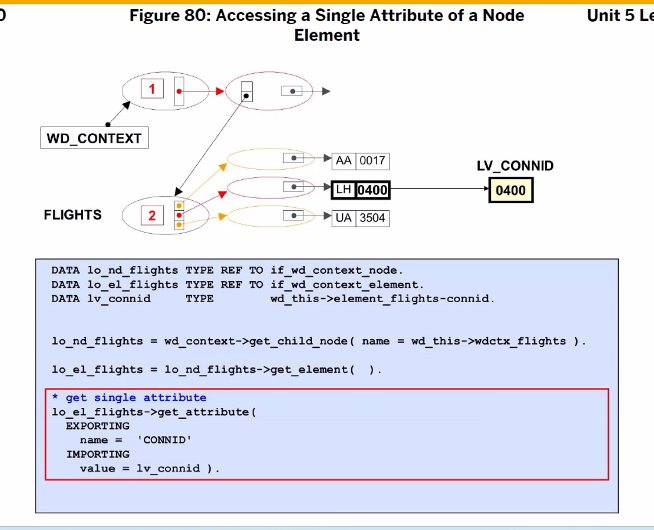 0
Figure 80: Accessing a Single Attribute of a Node
Element
Unit 5 Le
1
WD_CONTEXT
AA 0017
LV_CONNID
LH 0400
0400
FLIGHTS
2
UA 3504
DATA lo_nd_flights TYPE REF TO if_wd_context_node.
DATA lo_el_flights TYPE REF TO if_wd_context_element.
DATA lv_connid TYPE wd_this->element_flights-connid.
lo_nd_flights = wd_context->get_child_node( name = wd_this->wdctx_flights ).
lo_el_flights = lo_nd_flights->get_element( ).
* get single attribute
lo_el_flights->get_attribute(
EXPORTING
name = 'CONNID'
IMPORTING
value = lv_connid ).